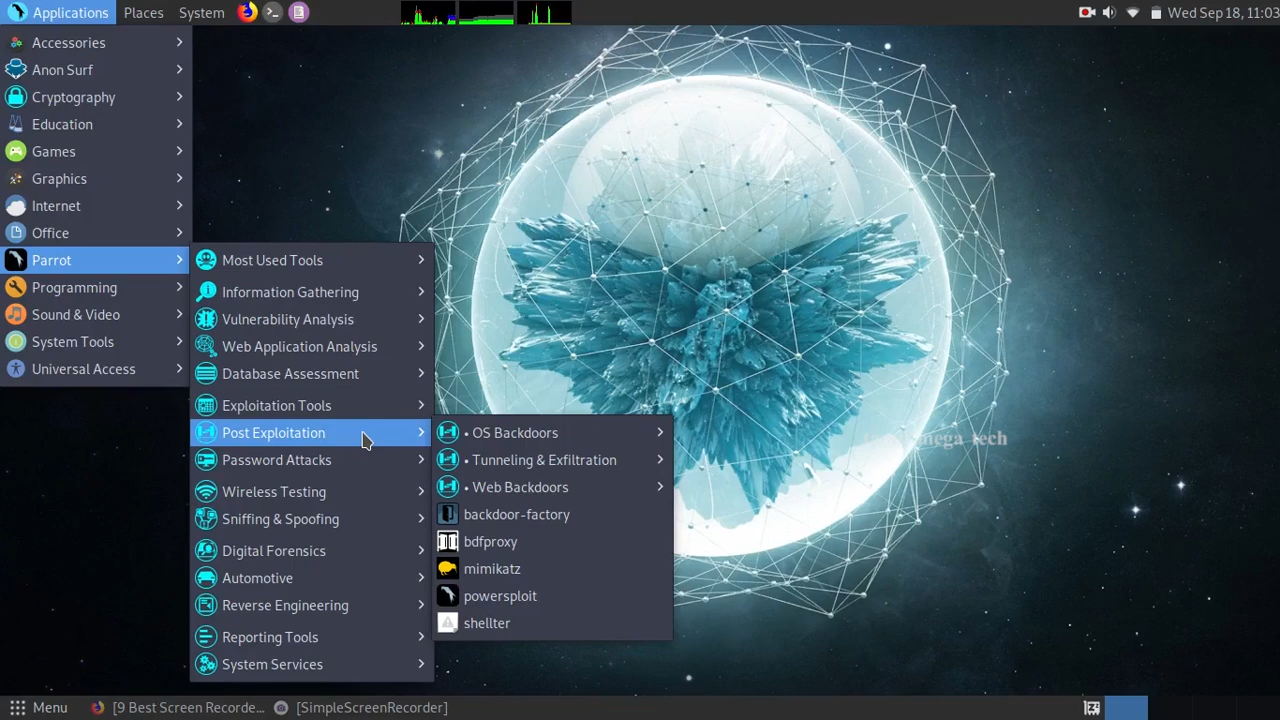 Applications Places System Wed Sep 18, 11:03
Accessories
Anon Surf
Cryptography
Education
Games
Graphics
Internet
Office
Parrot
Programming
Sound & Video
System Tools
Universal Access
Most Used Tools
Information Gathering
Vulnerability Analysis
Web Application Analysis
Database Assessment
Exploitation Tools
Post Exploitation
Password Attacks
Wireless Testing
Sniffing & Spoofing
Digital Forensics
Automotive
Reverse Engineering
Reporting Tools
System Services
• OS Backdoors
• Tunneling & Exfiltration
• Web Backdoors
backdoor-factory
bdfproxy
mimikatz
powersploit
shellter
mega tech
Menu [9 Best Screen Recorde... [SimpleScreenRecorder]